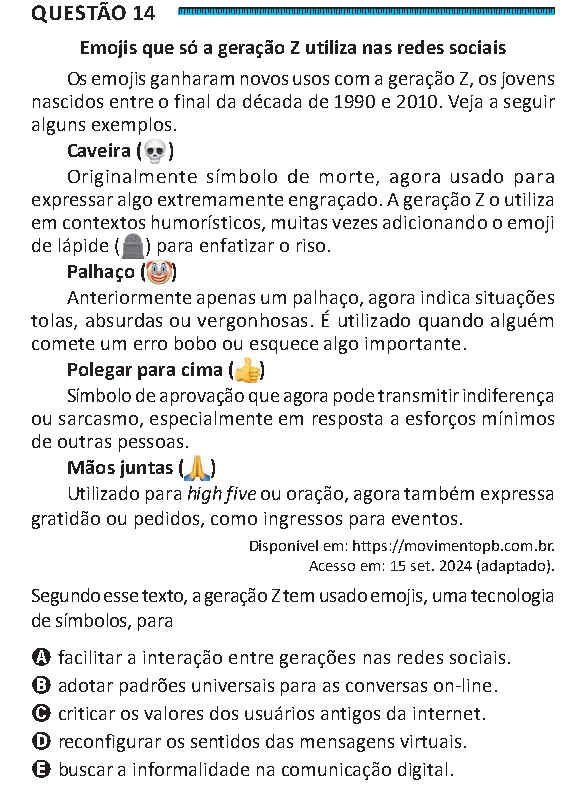 QUESTÃO 14
Emojis que só a geração Z utiliza nas redes sociais
Os emojis ganharam novos usos com a geração Z, os jovens
nascidos entre o final da década de 1990 e 2010. Veja a seguir
alguns exemplos.
Caveira (💀)
Originalmente símbolo de morte, agora usado para
expressar algo extremamente engraçado. A geração Z o utiliza
em contextos humorísticos, muitas vezes adicionando o emoji
de lápide (🪦) para enfatizar o riso.
Palhaço (🤡)
Anteriormente apenas um palhaço, agora indica situações
tolas, absurdas ou vergonhosas. É utilizado quando alguém
comete um erro bobo ou esquece algo importante.
Polegar para cima (👍)
Símbolo de aprovação que agora pode transmitir indiferença
ou sarcasmo, especialmente em resposta a esforços mínimos
de outras pessoas.
Mãos juntas (🙏)
Utilizado para high five ou oração, agora também expressa
gratidão ou pedidos, como ingressos para eventos.
Disponível em: https://movimentopb.com.br.
Acesso em: 15 set. 2024 (adaptado).
Segundo esse texto, a geração Z tem usado emojis, uma tecnologia
de símbolos, para
A facilitar a interação entre gerações nas redes sociais.
B adotar padrões universais para as conversas on-line.
C criticar os valores dos usuários antigos da internet.
D reconfigurar os sentidos das mensagens virtuais.
E buscar a informalidade na comunicação digital.